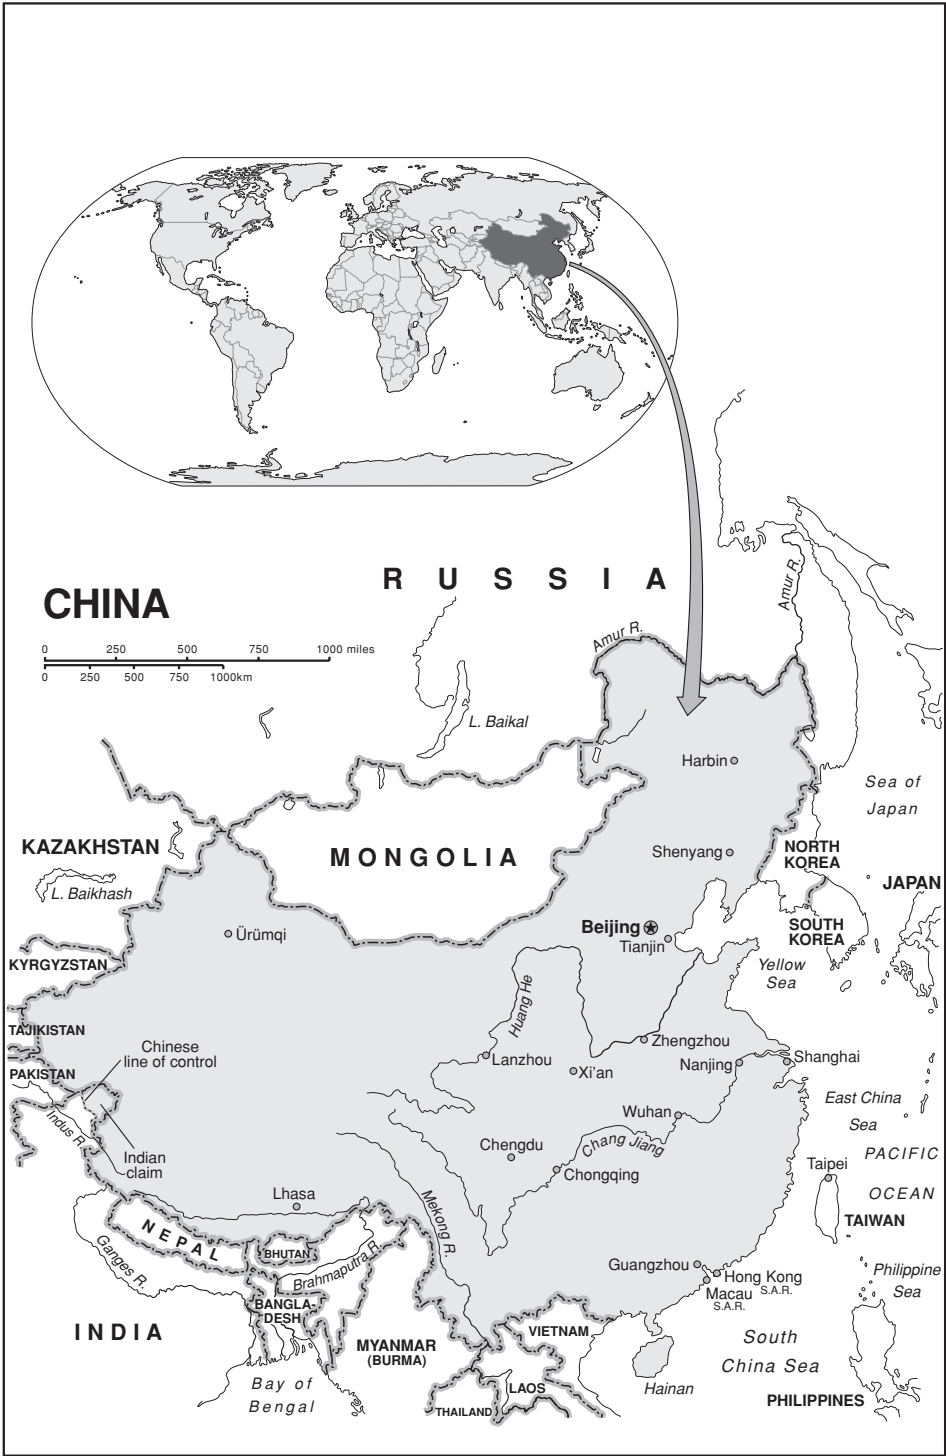 RUSSIA
CHINA
0 250 500 750 1000 miles
0 250 500 750 1000km
Amur R.
Amur R.
L. Baikal
Harbin
Sea of
Japan
KAZAKHSTAN
L. Baikhash
MONGOLIA
Shenyang
NORTH
KOREA
JAPAN
Ürümqi
Beijing
Tianjin
SOUTH
KOREA
KYRGYZSTAN
Yellow
Sea
Huang He
TAJIKISTAN
Chinese
line of control
PAKISTAN
Lanzhou
Xi'an
Zhengzhou
Nanjing
Shanghai
Indus R.
Wuhan
East China
Sea
Indian
claim
Chengdu
Chang Jiang
Chongqing
PACIFIC
OCEAN
Taipei
TAIWAN
Lhasa
Mekong R.
NEPAL
BHUTAN
Ganges R.
Brahmaputra R.
Guangzhou
Hong Kong
S.A.R.
Macau
S.A.R.
Philippine
Sea
BANGLA-
DESH
INDIA
MYANMAR
(BURMA)
VIETNAM
South
China Sea
Bay of
Bengal
LAOS
Hainan
THAILAND
PHILIPPINES